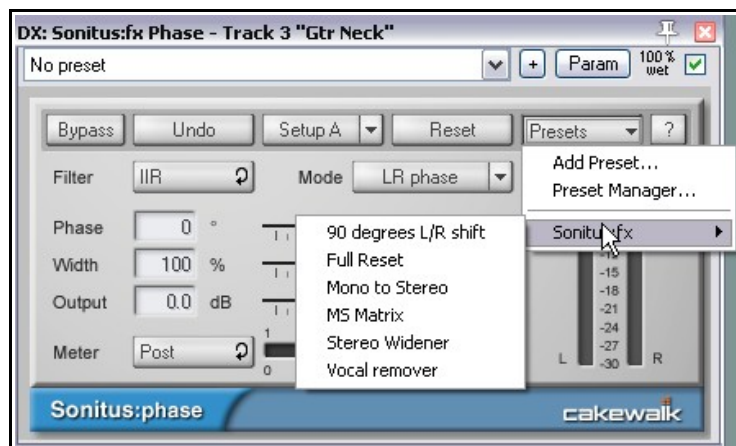 DX: Sonitus:fx Phase - Track 3 "Gtr Neck"
No preset
+
Param
100 %
wet
Bypass
Undo
Setup A
Reset
Presets
?
Add Preset...
Preset Manager...
Sonitus:fx
Filter
IIR
Mode
LR phase
Phase
0
°
Width
100
%
Output
0.0
dB
Meter
Post
1
0
90 degrees L/R shift
Full Reset
Mono to Stereo
MS Matrix
Stereo Widener
Vocal remover
-15
-18
-21
-24
-27
-30
L
R
Sonitus:phase
cakewalk